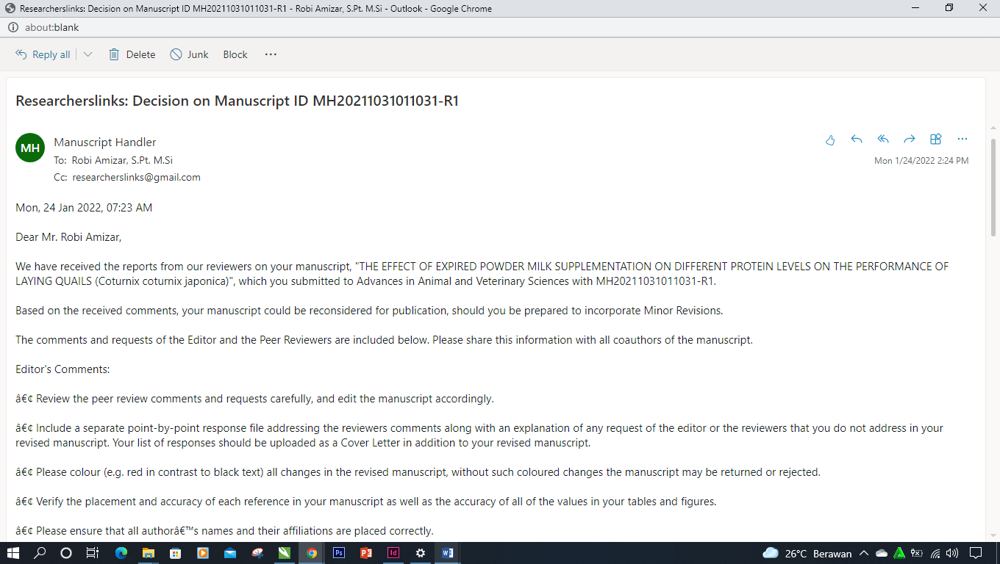 Researcherslinks: Decision on Manuscript ID MH20211031011031-R1 - Robi Amizar, S.Pt. M.Si - Outlook - Google Chrome
about:blank
Reply all Delete Junk Block ···
Researcherslinks: Decision on Manuscript ID MH20211031011031-R1
MH
Manuscript Handler
To: Robi Amizar, S.Pt. M.Si
Cc: researcherslinks@gmail.com
Mon 1/24/2022 2:24 PM
Mon, 24 Jan 2022, 07:23 AM
Dear Mr. Robi Amizar,
We have received the reports from our reviewers on your manuscript, "THE EFFECT OF EXPIRED POWDER MILK SUPPLEMENTATION ON DIFFERENT PROTEIN LEVELS ON THE PERFORMANCE OF
LAYING QUAILS (Coturnix coturnix japonica)", which you submitted to Advances in Animal and Veterinary Sciences with MH20211031011031-R1.
Based on the received comments, your manuscript could be reconsidered for publication, should you be prepared to incorporate Minor Revisions.
The comments and requests of the Editor and the Peer Reviewers are included below. Please share this information with all coauthors of the manuscript.
Editor's Comments:
â€¢ Review the peer review comments and requests carefully, and edit the manuscript accordingly.
â€¢ Include a separate point-by-point response file addressing the reviewers comments along with an explanation of any request of the editor or the reviewers that you do not address in your
revised manuscript. Your list of responses should be uploaded as a Cover Letter in addition to your revised manuscript.
â€¢ Please colour (e.g. red in contrast to black text) all changes in the revised manuscript, without such coloured changes the manuscript may be returned or rejected.
â€¢ Verify the placement and accuracy of each reference in your manuscript as well as the accuracy of all of the values in your tables and figures.
â€¢ Please ensure that all authorâ€™s names and their affiliations are placed correctly.
Ps
Id
26°C Berawan